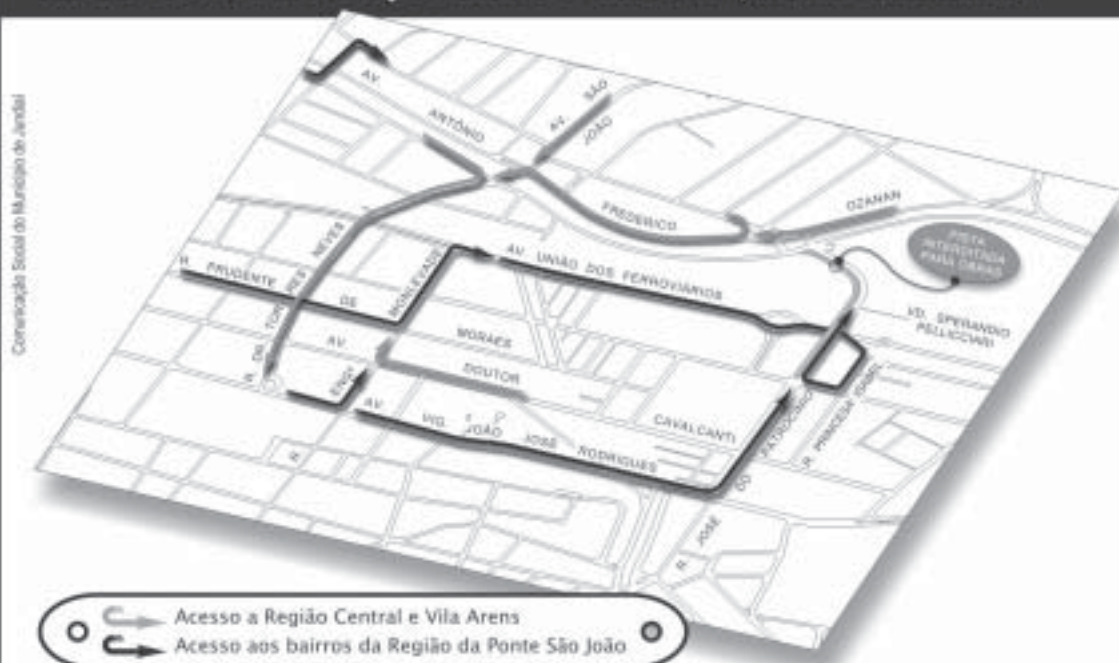 Comunicação Social do Município de Jundiaí
AV. ANTÔNIO FREDERICO OZANAN
AV. SÃO JOÃO
PISTA
INTERDITADA
PARA OBRAS
VD. SPERANDIO
PELLICCIARI
AV. UNIÃO DOS FERROVIÁRIOS
R. DR. TORRES NEVES
R. PRUDENTE DE MORAES
ENGº MONLEVADE
AV. DOUTOR CAVALCANTI
AV. VIG. JOÃO JOSÉ RODRIGUES
R. JOSÉ DO PATROCÍNIO
R. PRINCESA ISABEL
R.
Acesso a Região Central e Vila Arens
Acesso aos bairros da Região da Ponte São João